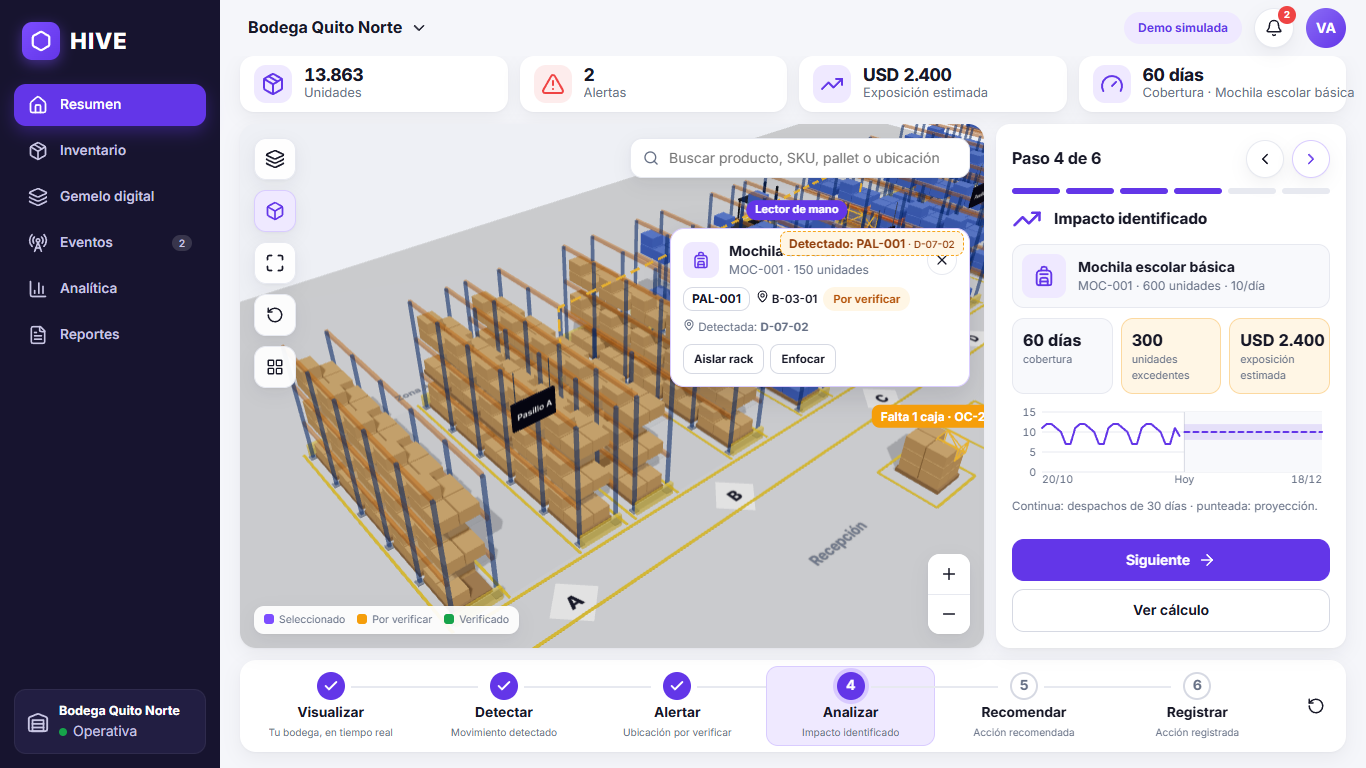 HIVE
Resumen
Inventario
Gemelo digital
Eventos
2
Analítica
Reportes
Bodega Quito Norte
Operativa
Bodega Quito Norte
Demo simulada
2
VA
13.863
Unidades
2
Alertas
USD 2.400
Exposición estimada
60 días
Cobertura · Mochila escolar básica
Buscar producto, SKU, pallet o ubicación
Lector de mano
Detectado: PAL-001 · D-07-02
Mochila
MOC-001 · 150 unidades
PAL-001
B-03-01
Por verificar
Detectada: D-07-02
Aislar rack
Enfocar
Zona
Pasillo A
C
Falta 1 caja · OC-2
B
Recepción
A
Seleccionado
Por verificar
Verificado
Paso 4 de 6
Impacto identificado
Mochila escolar básica
MOC-001 · 600 unidades · 10/día
60 días
cobertura
300
unidades
excedentes
USD 2.400
exposición
estimada
15
10
5
0
20/10
Hoy
18/12
Continua: despachos de 30 días · punteada: proyección.
Siguiente
Ver cálculo
Visualizar
Tu bodega, en tiempo real
Detectar
Movimiento detectado
Alertar
Ubicación por verificar
4
Analizar
Impacto identificado
5
Recomendar
Acción recomendada
6
Registrar
Acción registrada